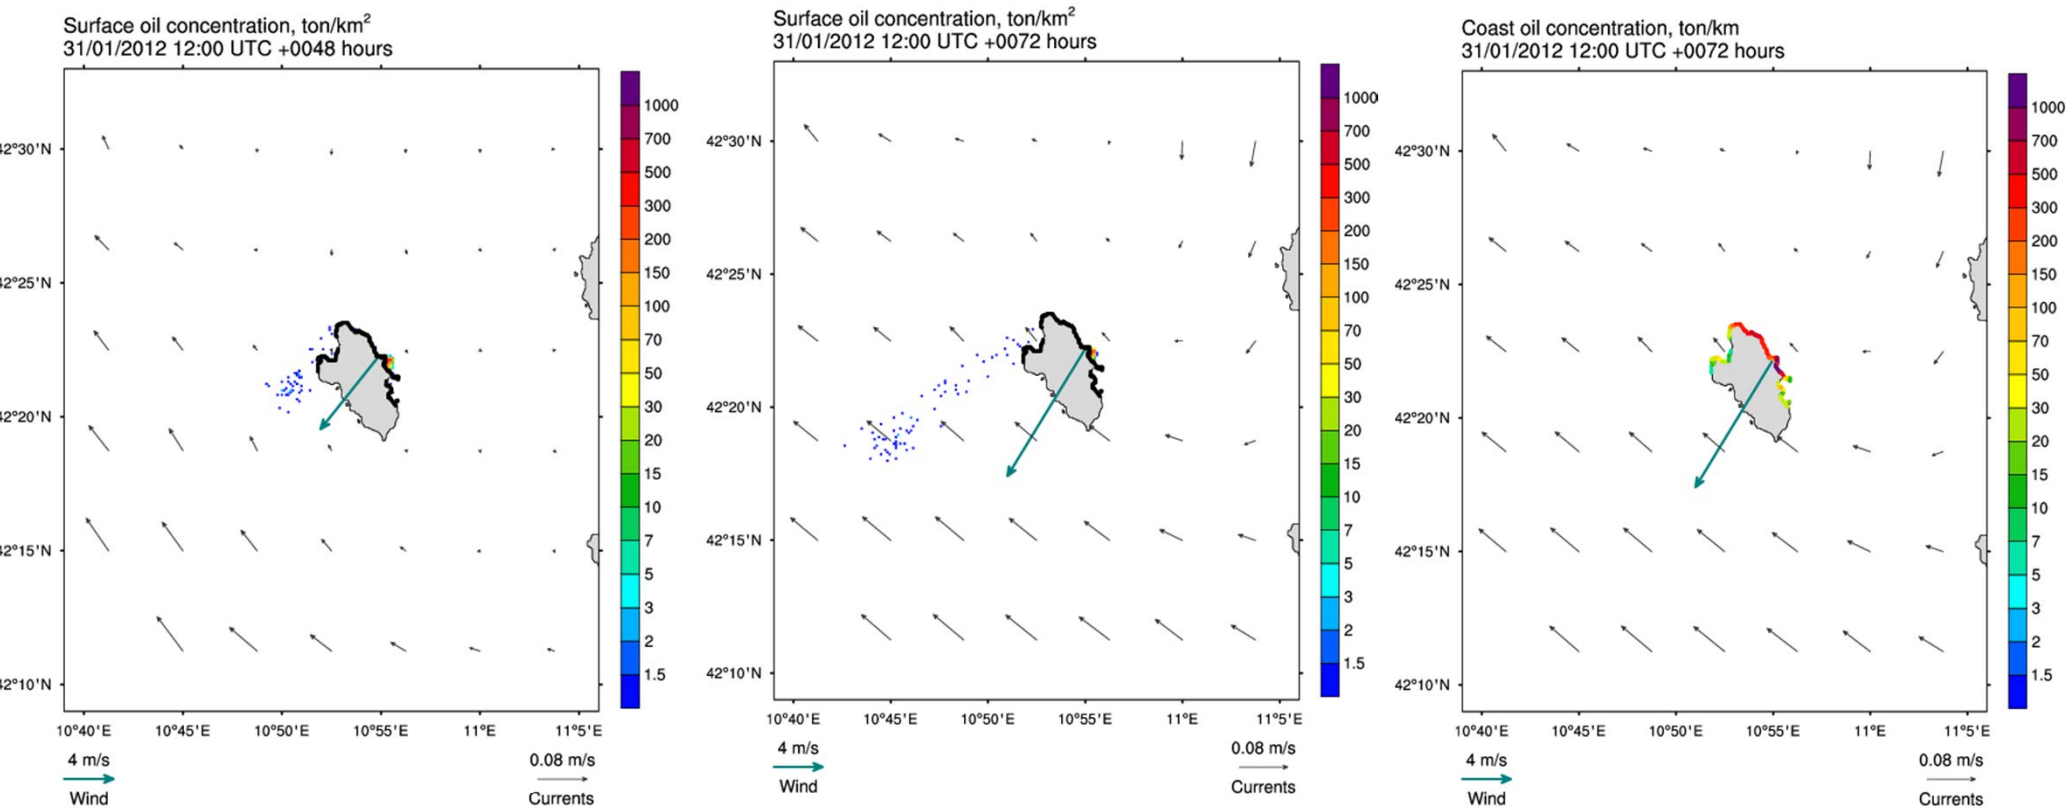 Surface oil concentration, ton/km²
31/01/2012 12:00 UTC +0048 hours
42°30'N
42°25'N
42°20'N
42°15'N
42°10'N
10°40'E 10°45'E 10°50'E 10°55'E 11°E 11°5'E
1000
700
500
300
200
150
100
70
50
30
20
15
10
7
5
3
2
1.5
4 m/s
Wind
0.08 m/s
Currents
Surface oil concentration, ton/km²
31/01/2012 12:00 UTC +0072 hours
42°30'N
42°25'N
42°20'N
42°15'N
42°10'N
10°40'E 10°45'E 10°50'E 10°55'E 11°E 11°5'E
1000
700
500
300
200
150
100
70
50
30
20
15
10
7
5
3
2
1.5
4 m/s
Wind
0.08 m/s
Currents
Coast oil concentration, ton/km
31/01/2012 12:00 UTC +0072 hours
42°30'N
42°25'N
42°20'N
42°15'N
42°10'N
10°40'E 10°45'E 10°50'E 10°55'E 11°E 11°5'E
1000
700
500
300
200
150
100
70
50
30
20
15
10
7
5
3
2
1.5
4 m/s
Wind
0.08 m/s
Currents